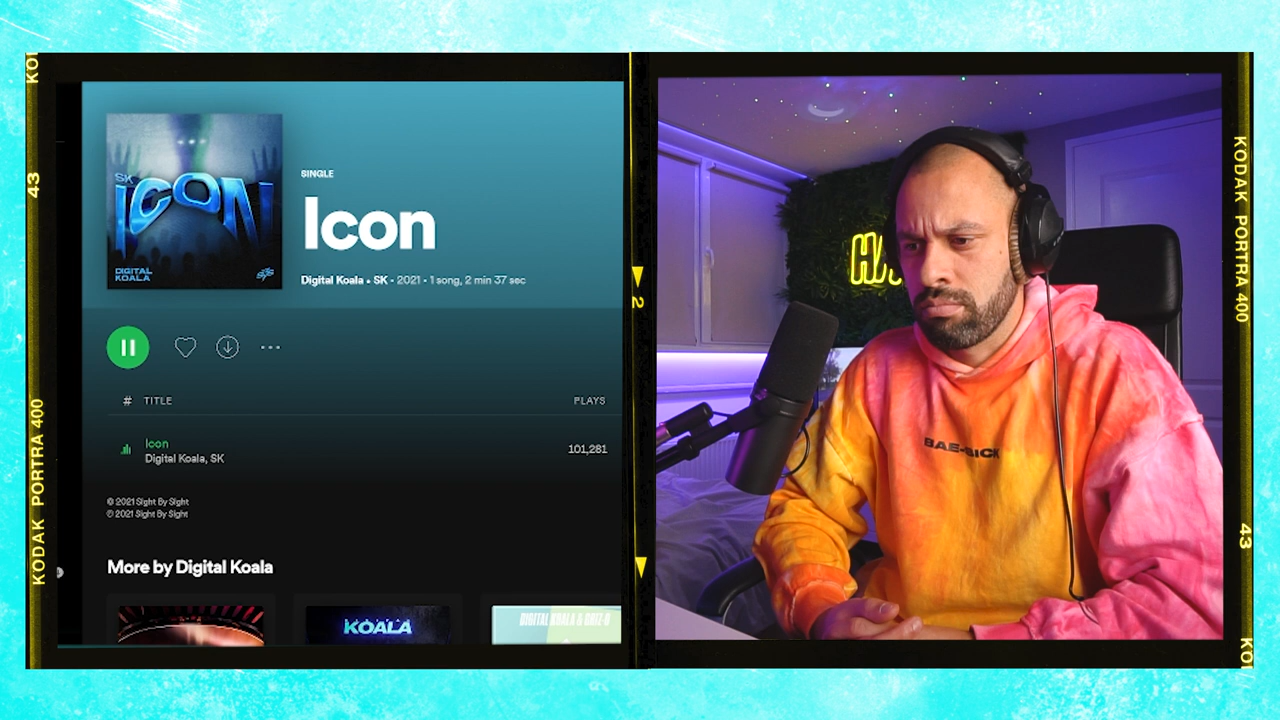 KODAK PORTRA 400
43
KO
SK
ICON
DIGITAL
KOALA
SINGLE
Icon
Digital Koala • SK • 2021 • 1 song, 2 min 37 sec
# TITLE PLAYS
Icon 101,281
Digital Koala, SK
© 2021 Sight By Sight
© 2021 Sight By Sight
More by Digital Koala
KOALA
DIGITAL KOALA &
2
BAE-SICK
KODAK PORTRA 400
43
KO